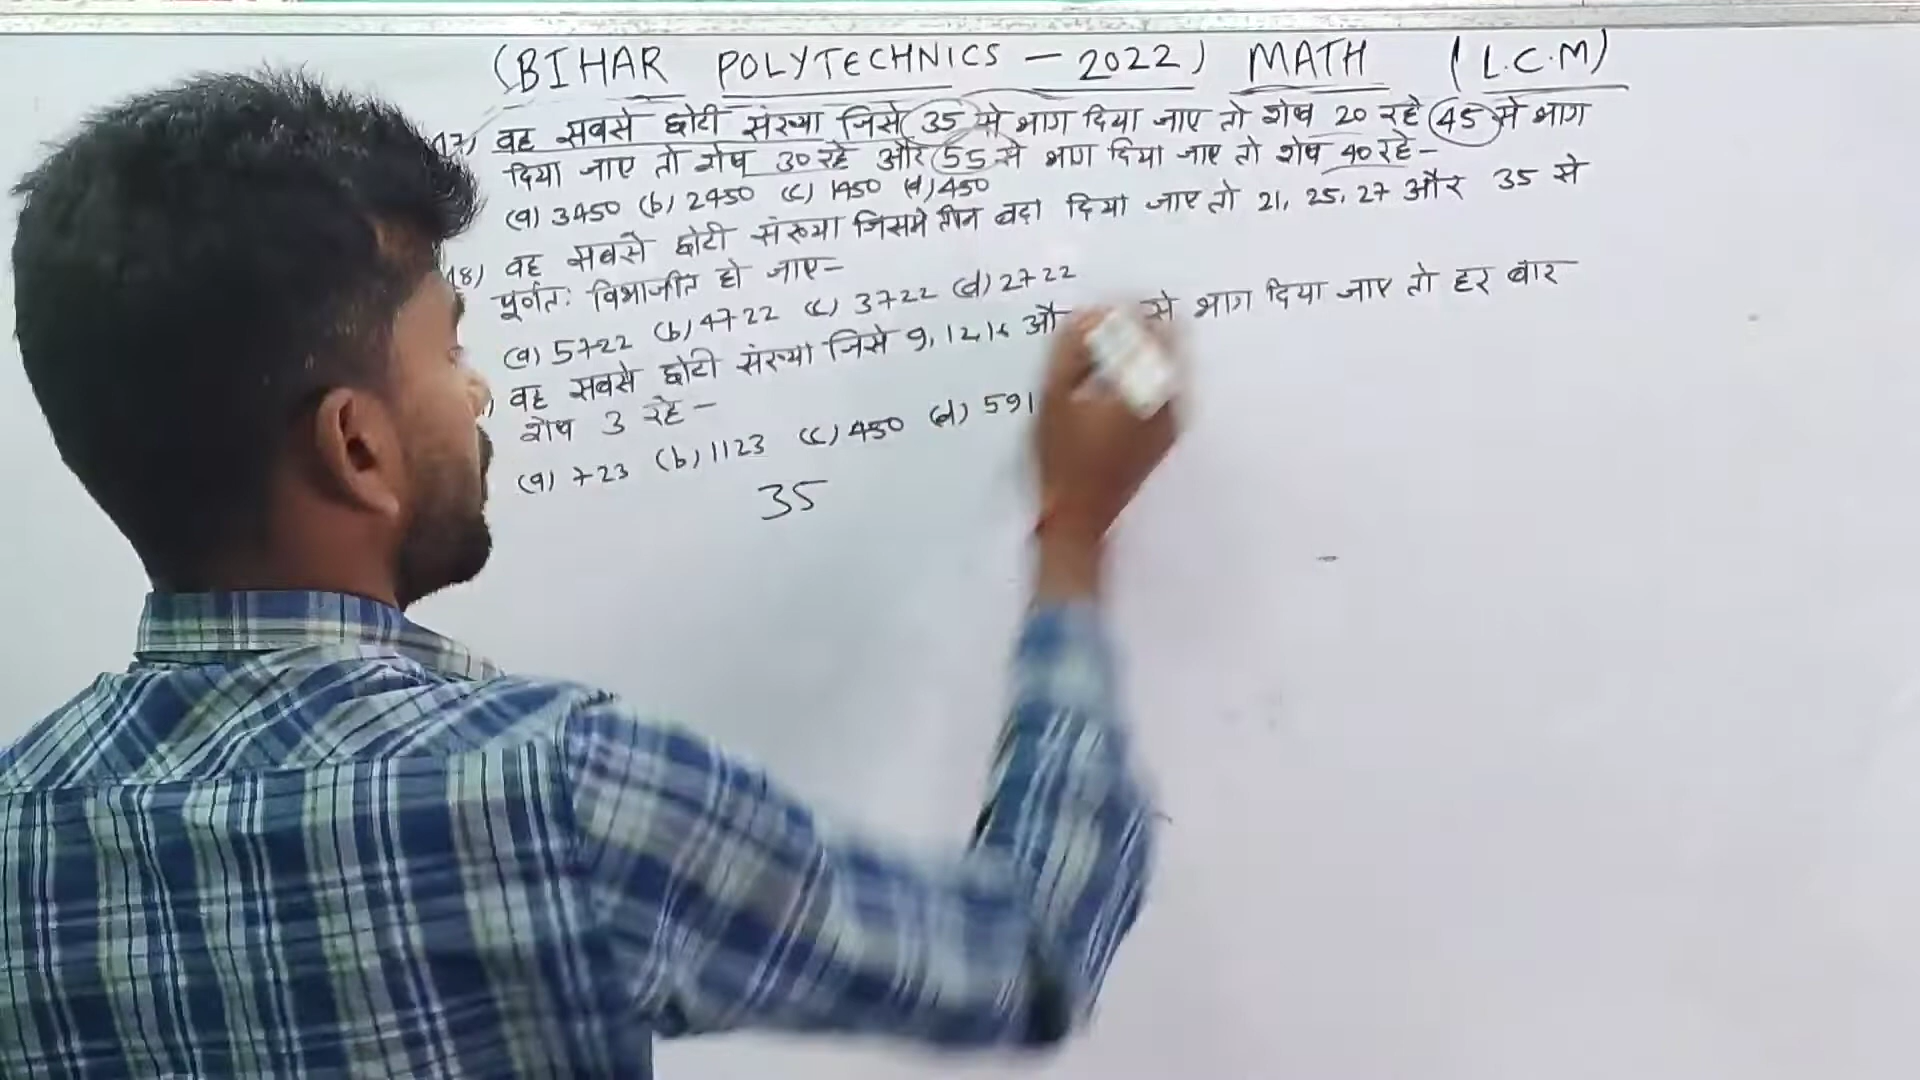 (BIHAR POLYTECHNICS - 2022) MATH (L.C.M)
17) वह सबसे छोटी संख्या जिसे 35 से भाग दिया जाए तो शेष 20 रहे 45 से भाग
दिया जाए तो शेष 30 रहे और 55 से भाग दिया जाए तो शेष 40 रहे-
(a) 3450 (b) 2450 (c) 1450 (d) 450
18) वह सबसे छोटी संख्या जिसमे तीन बढ़ा दिया जाए तो 21, 25, 27 और 35 से
पूर्णतः विभाजीत हो जाए-
(a) 5722 (b) 4722 (c) 3722 (d) 2722
) वह सबसे छोटी संख्या जिसे 9, 12, 16 औ से भाग दिया जाए तो हर बार
शेष 3 रहे-
(a) 723 (b) 1123 (c) 450 (d) 591
35